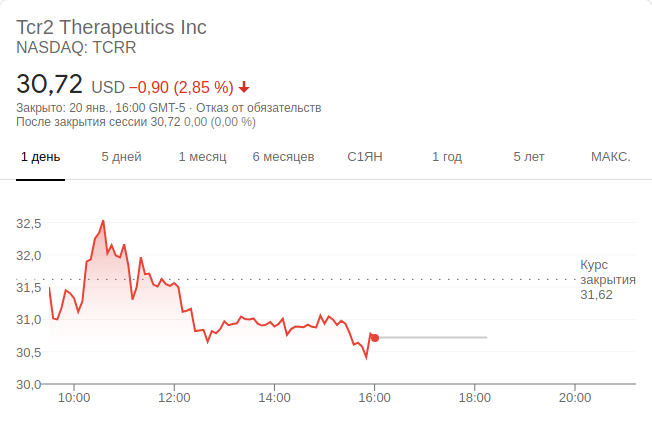 Tcr2 Therapeutics Inc
NASDAQ: TCRR
30,72 USD −0,90 (2,85 %)
Закрыто: 20 янв., 16:00 GMT-5 · Отказ от обязательств
После закрытия сессии 30,72 0,00 (0,00 %)
1 день 5 дней 1 месяц 6 месяцев С1ЯН 1 год 5 лет МАКС.
32,5
32,0
31,5
31,0
30,5
30,0
Курс
закрытия
31,62
10:00 12:00 14:00 16:00 18:00 20:00